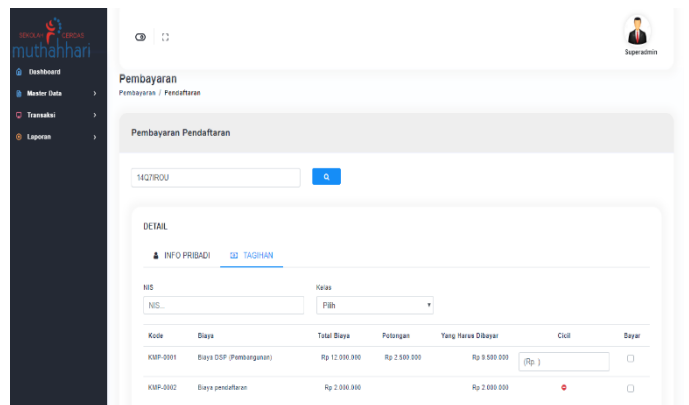 SEKOLAH CERDAS
muthahhari
Dashboard
Master Data
Transaksi
Laporan
Superadmin
Pembayaran
Pembayaran / Pendaftaran
Pembayaran Pendaftaran
14Q7IROU
DETAIL
INFO PRIBADI TAGIHAN
NIS Kelas
NIS... Pilih
Kode Biaya Total Biaya Potongan Yang Harus Dibayar Cicil Bayar
KMP-0001 Biaya DSP (Pembangunan) Rp 12.000.000 Rp 2.500.000 Rp 9.500.000 (Rp. )
KMP-0002 Biaya pendaftaran Rp 2.000.000 Rp 2.000.000